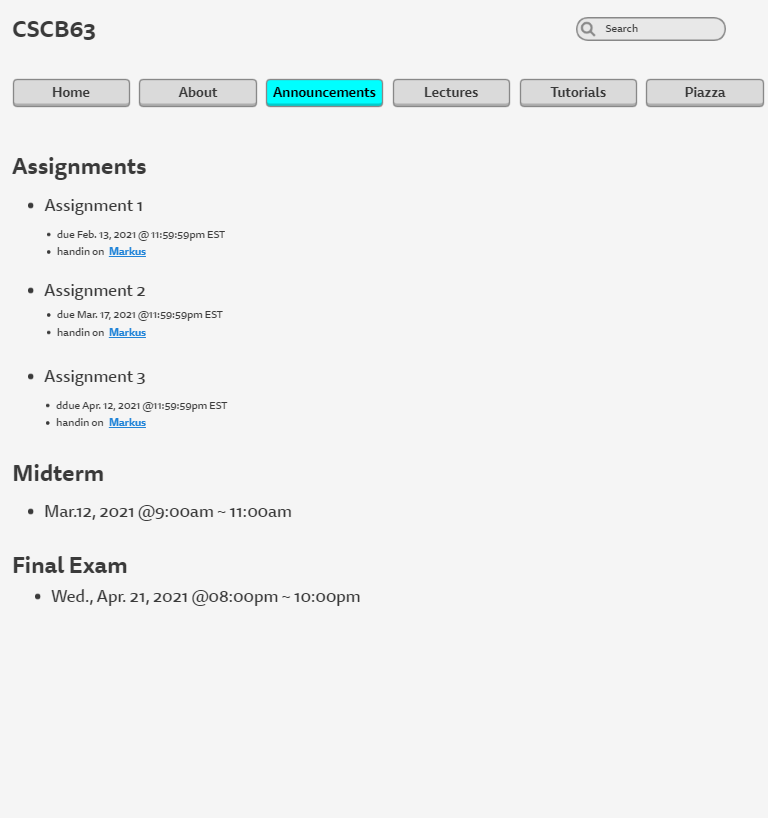 CSCB63
Search
Home About Announcements Lectures Tutorials Piazza
Assignments
• Assignment 1
• due Feb. 13, 2021 @ 11:59:59pm EST
• handin on Markus
• Assignment 2
• due Mar. 17, 2021 @11:59:59pm EST
• handin on Markus
• Assignment 3
• ddue Apr. 12, 2021 @11:59:59pm EST
• handin on Markus
Midterm
• Mar.12, 2021 @9:00am ~ 11:00am
Final Exam
• Wed., Apr. 21, 2021 @08:00pm ~ 10:00pm